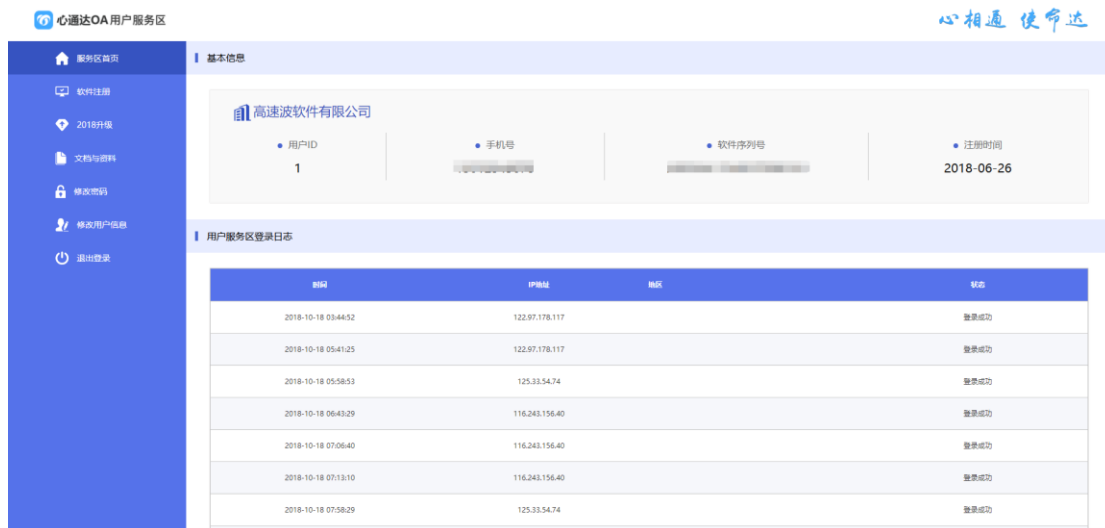 心通达OA用户服务区
心相通 使命达
服务区首页
软件注册
2018升级
文档与资料
修改密码
修改用户信息
退出登录
基本信息
高速波软件有限公司
用户ID
1
手机号
软件序列号
注册时间
2018-06-26
用户服务区登录日志
时间 IP地址 地区 状态
2018-10-18 03:44:52 122.97.178.117 登录成功
2018-10-18 05:41:25 122.97.178.117 登录成功
2018-10-18 05:58:53 125.33.54.74 登录成功
2018-10-18 06:43:29 116.243.156.40 登录成功
2018-10-18 07:06:40 116.243.156.40 登录成功
2018-10-18 07:13:10 116.243.156.40 登录成功
2018-10-18 07:58:29 125.33.54.74 登录成功